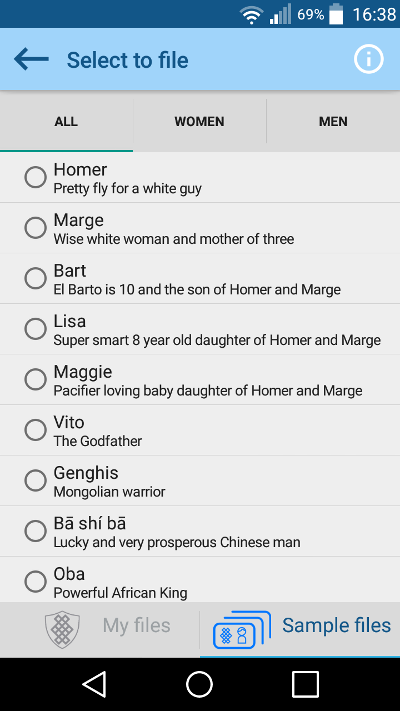 69% 16:38
Select to file
ALL WOMEN MEN
Homer
Pretty fly for a white guy
Marge
Wise white woman and mother of three
Bart
El Barto is 10 and the son of Homer and Marge
Lisa
Super smart 8 year old daughter of Homer and Marge
Maggie
Pacifier loving baby daughter of Homer and Marge
Vito
The Godfather
Genghis
Mongolian warrior
Bā shí bā
Lucky and very prosperous Chinese man
Oba
Powerful African King
My files Sample files